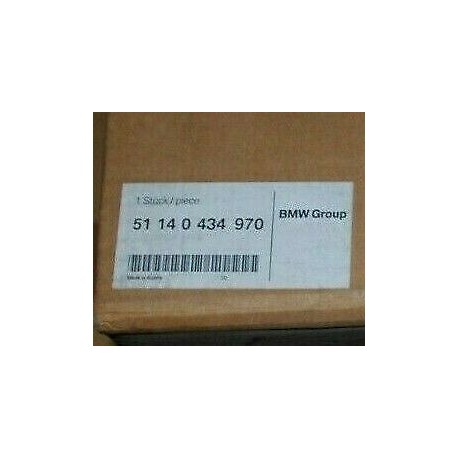 1 Stück / piece
51 14 0 434 970
BMW Group